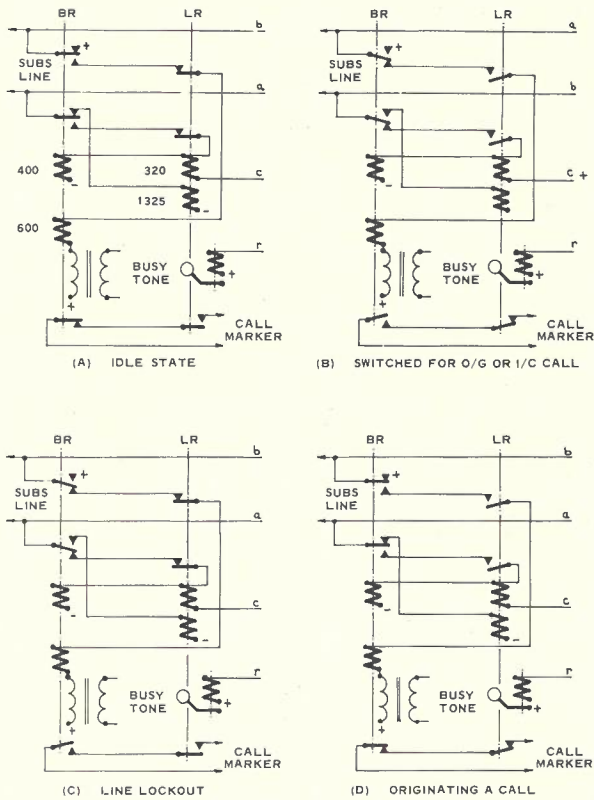 BR LR
b
+
SUBS
LINE
a
400 320
- c
1325
-
600
r
BUSY
TONE
+
+
CALL
MARKER
(A) IDLE STATE
BR LR
a
+
SUBS
LINE
b
+
- c +
-
r
BUSY
TONE
+
+
CALL
MARKER
(B) SWITCHED FOR O/G OR I/C CALL
BR LR
b
+
SUBS
LINE
a
- c
-
r
BUSY
TONE
+
+
CALL
MARKER
(C) LINE LOCKOUT
BR LR
b
+
SUBS
LINE
a
- c
-
r
BUSY
TONE
+
+
CALL
MARKER
(D) ORIGINATING A CALL